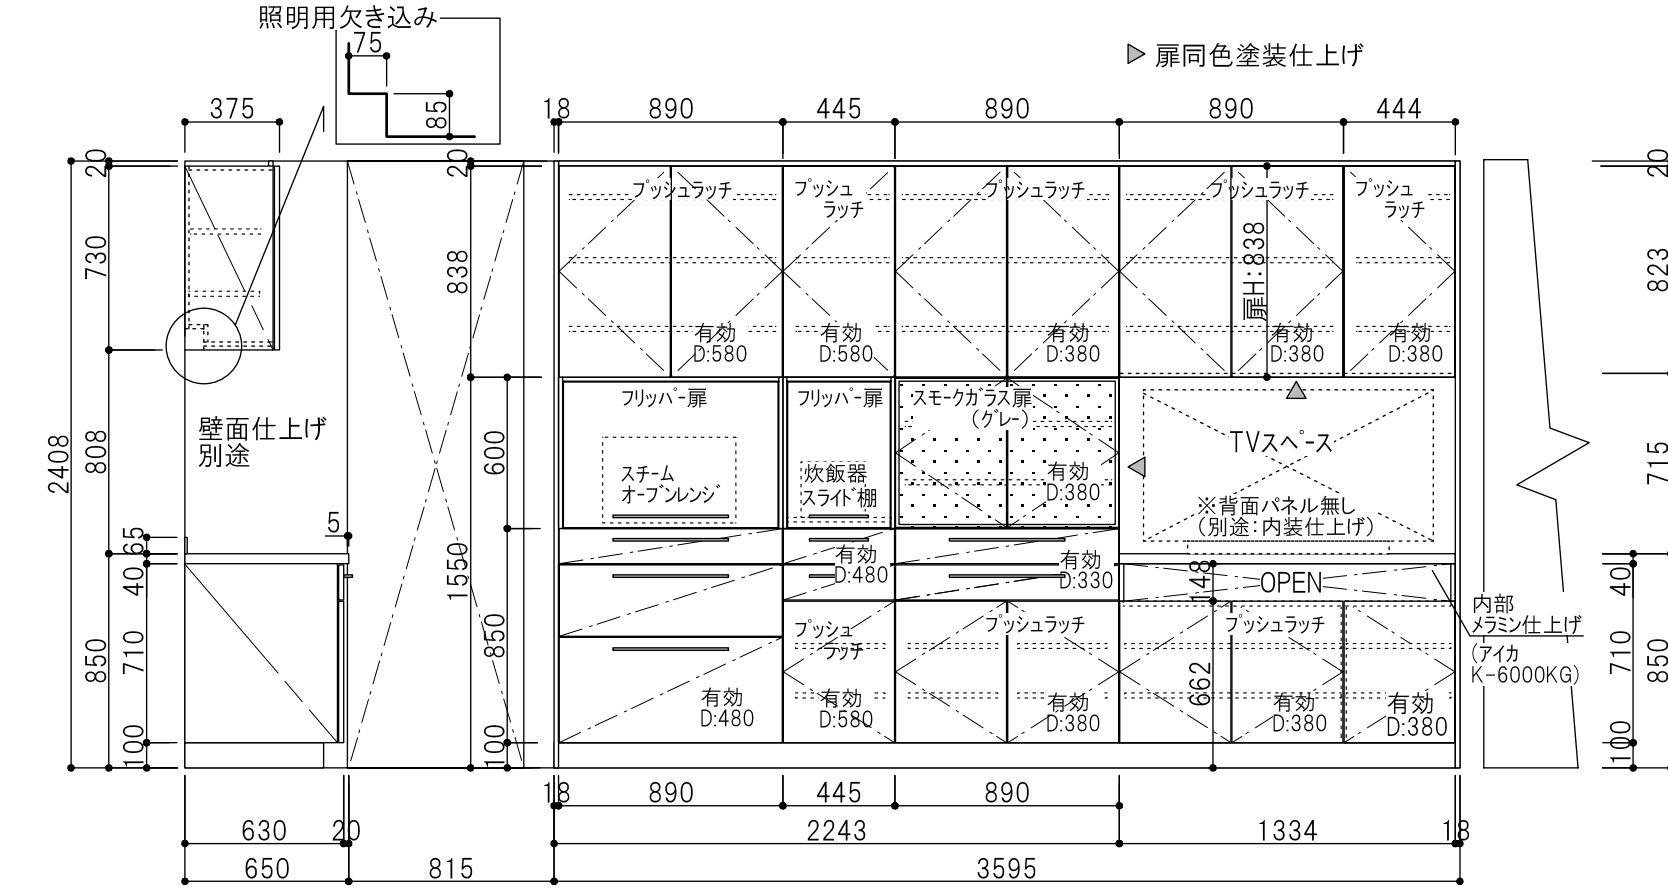 照明用欠き込み
75
85
扉同色塗装仕上げ
375
18
890
445
890
890
444
20
730
808
850
2408
65
40
710
100
5
壁面仕上げ
別途
20
838
1550
600
850
100
プッシュラッチ
プッシュ
ラッチ
プッシュラッチ
プッシュラッチ
プッシュ
ラッチ
扉H:838
有効
D:580
有効
D:580
有効
D:380
有効
D:380
有効
D:380
フリッパー扉
フリッパー扉
スモークガラス扉
(グレー)
スチーム
オーブンレンジ
炊飯器
スライド棚
有効
D:380
TVスペース
※背面パネル無し
(別途:内装仕上げ)
有効
D:480
有効
D:330
148
OPEN
内部
メラミン仕上げ
(アイカ
K-6000KG)
プッシュ
ラッチ
プッシュラッチ
プッシュラッチ
662
有効
D:480
有効
D:580
有効
D:380
有効
D:380
有効
D:380
20
823
715
40
710
850
100
18
890
445
890
630
20
2243
1334
18
650
815
3595